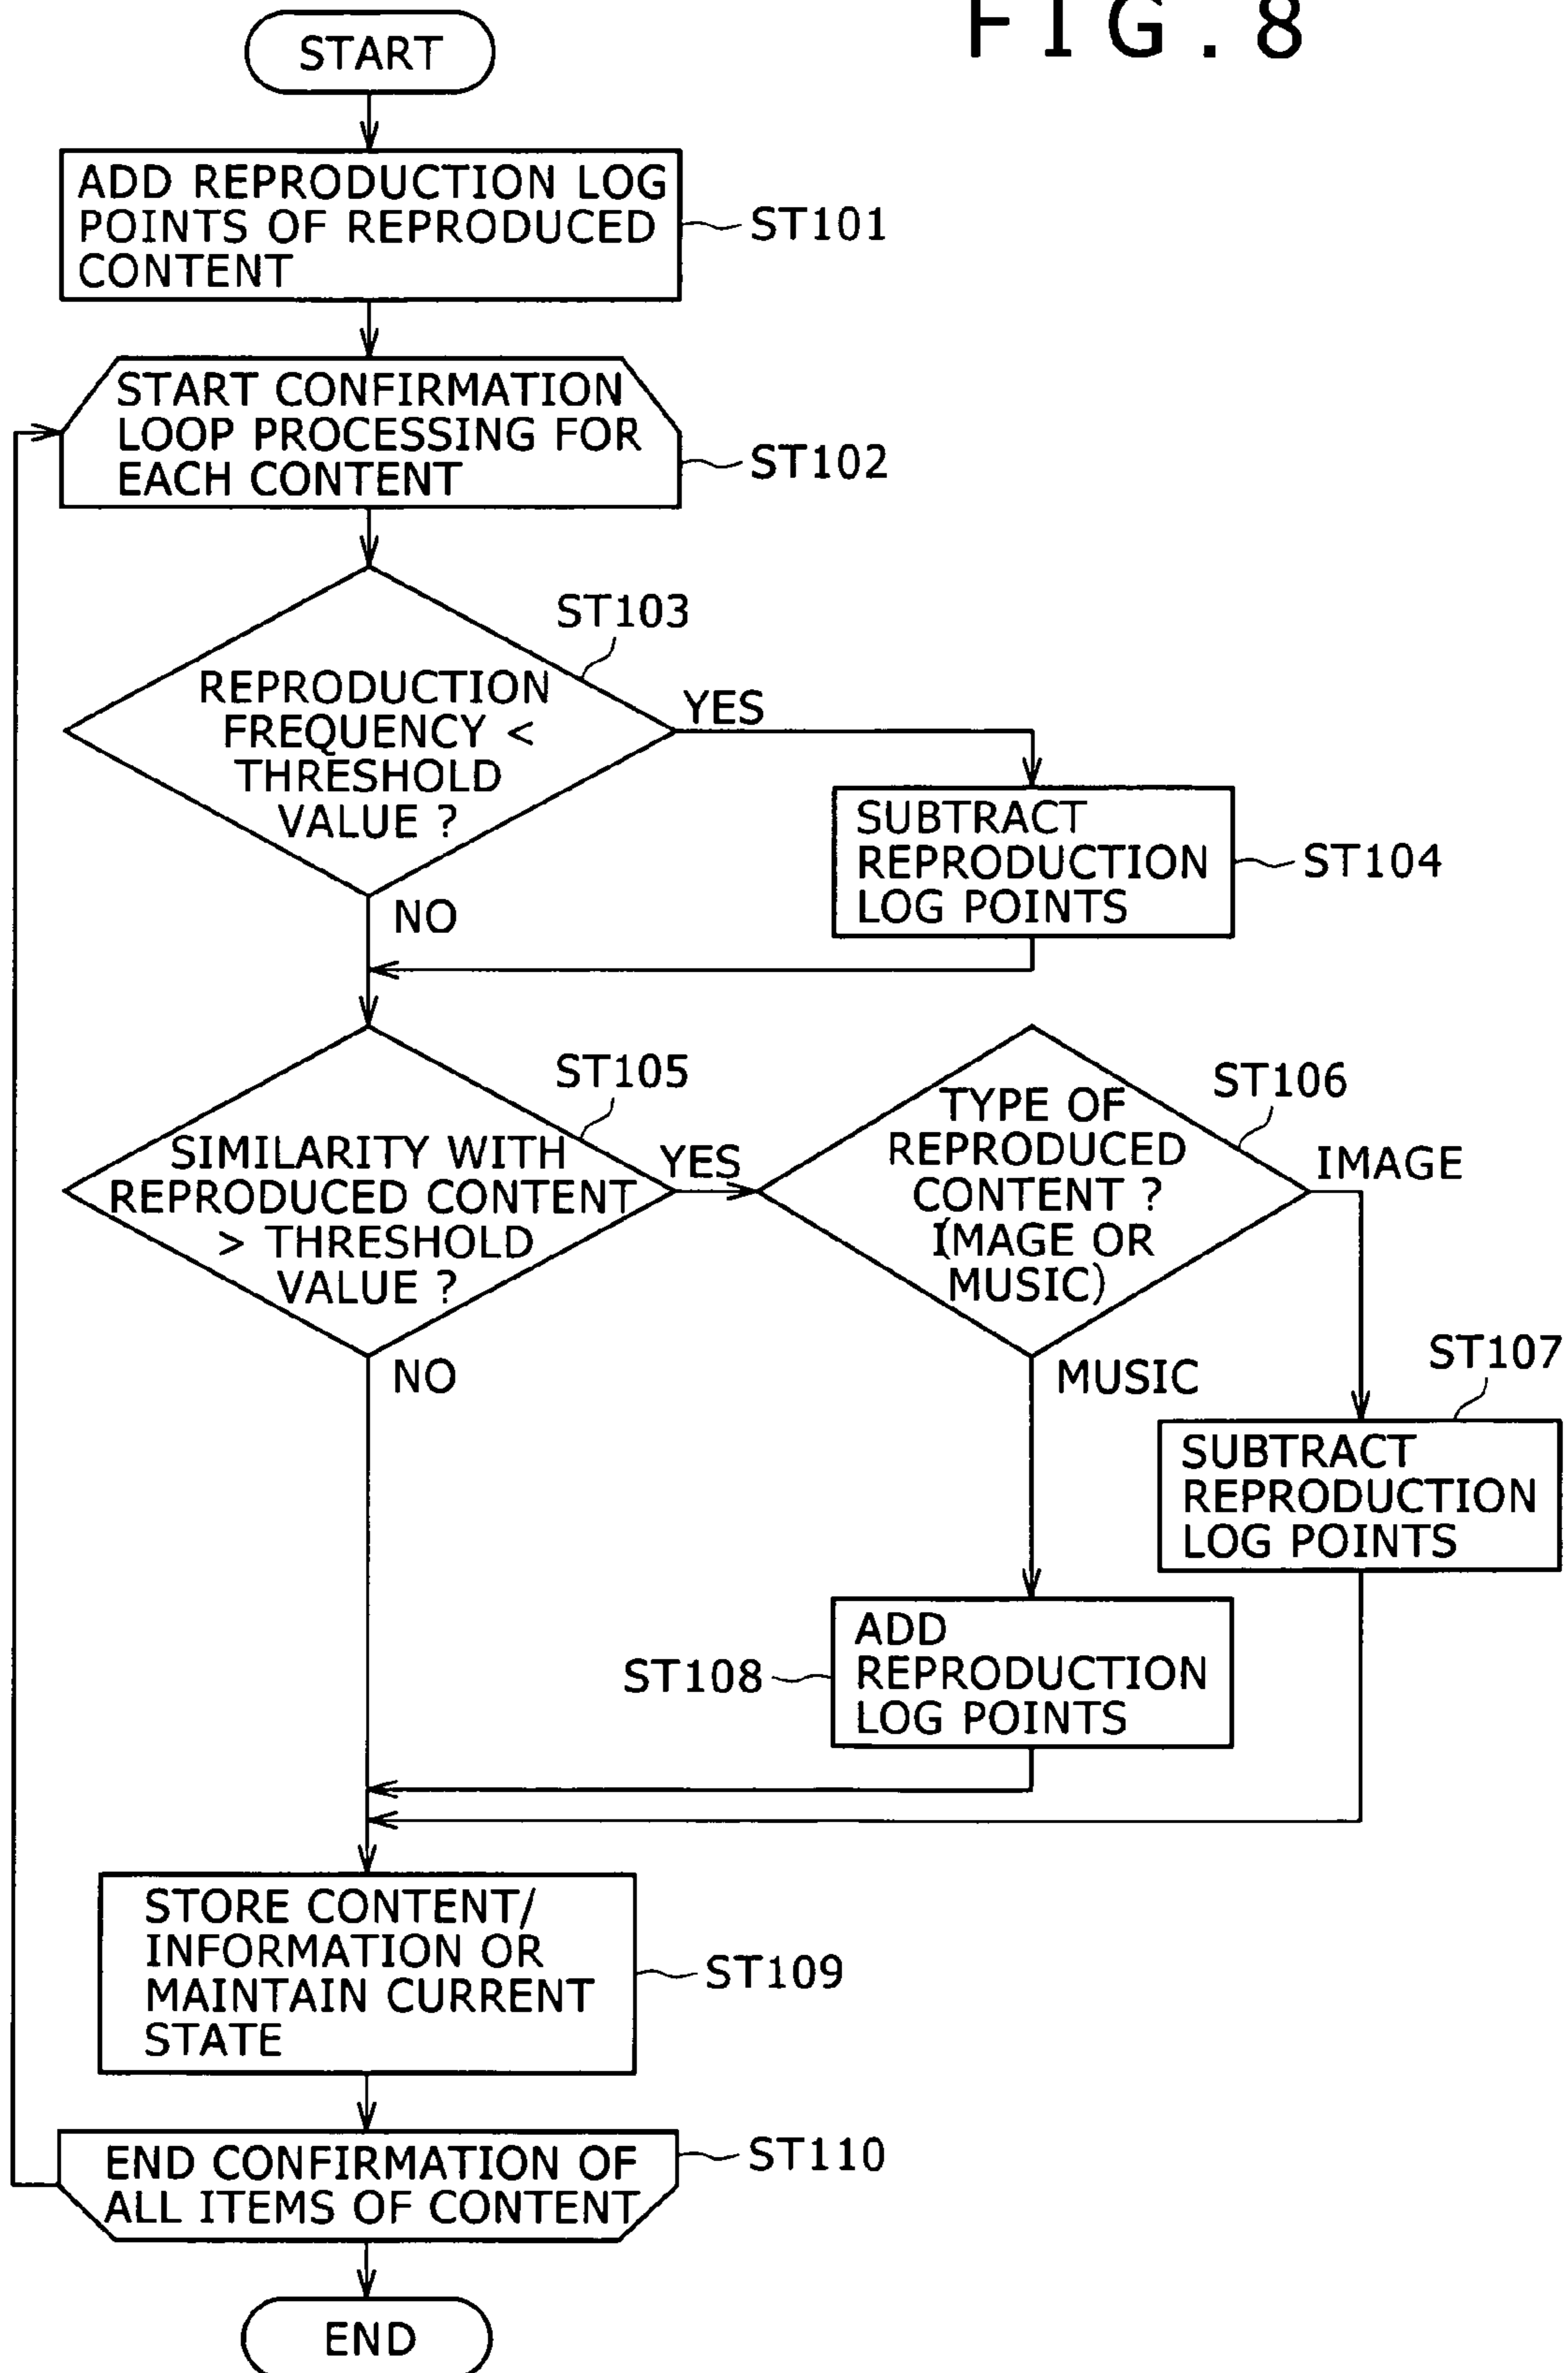 FIG.8
START
ADD REPRODUCTION LOG
POINTS OF REPRODUCED
CONTENT
ST101
START CONFIRMATION
LOOP PROCESSING FOR
EACH CONTENT
ST102
ST103
REPRODUCTION
FREQUENCY <
THRESHOLD
VALUE ?
YES
NO
SUBTRACT
REPRODUCTION
LOG POINTS
ST104
ST105
SIMILARITY WITH
REPRODUCED CONTENT
> THRESHOLD
VALUE ?
YES
NO
ST106
TYPE OF
REPRODUCED
CONTENT ?
(IMAGE OR
MUSIC)
IMAGE
MUSIC
ST107
SUBTRACT
REPRODUCTION
LOG POINTS
ST108
ADD
REPRODUCTION
LOG POINTS
STORE CONTENT/
INFORMATION OR
MAINTAIN CURRENT
STATE
ST109
END CONFIRMATION OF
ALL ITEMS OF CONTENT
ST110
END